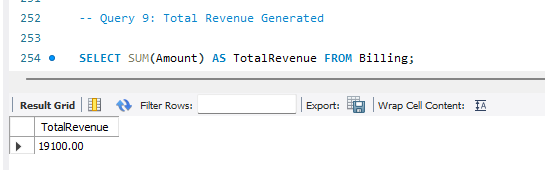 252 -- Query 9: Total Revenue Generated
253
254 SELECT SUM(Amount) AS TotalRevenue FROM Billing;
Result Grid Filter Rows: Export: Wrap Cell Content: IA
TotalRevenue
19100.00